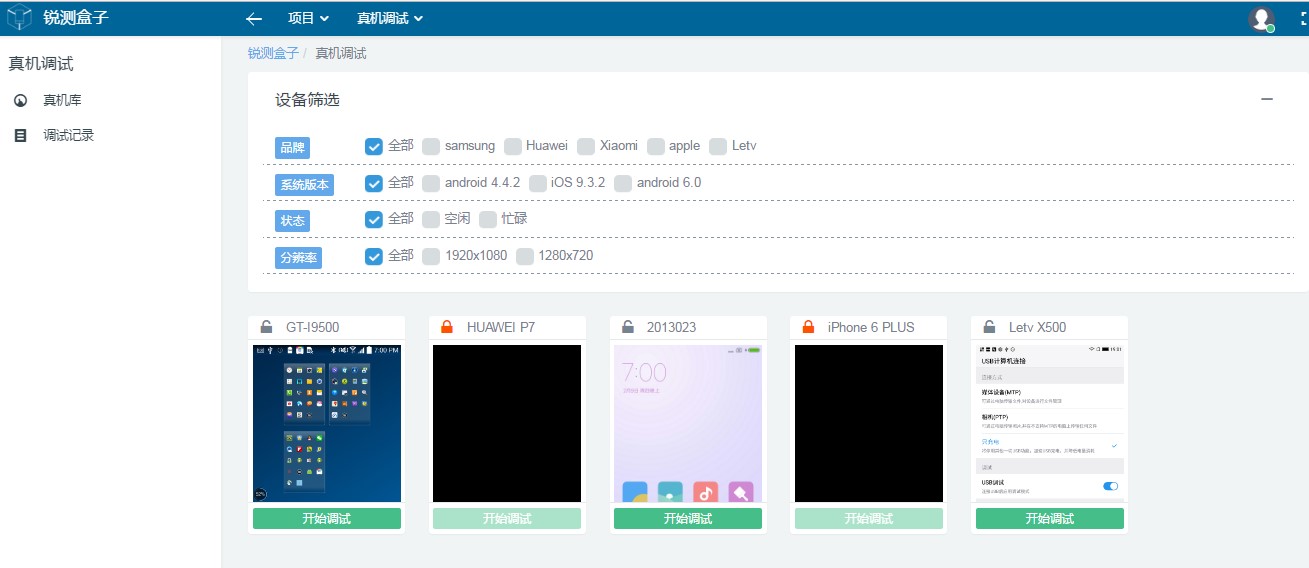 锐测盒子 项目 真机调试
真机调试
真机库
调试记录
锐测盒子 / 真机调试
设备筛选
品牌 全部 samsung Huawei Xiaomi apple Letv
系统版本 全部 android 4.4.2 iOS 9.3.2 android 6.0
状态 全部 空闲 忙碌
分辨率 全部 1920x1080 1280x720
GT-I9500 HUAWEI P7 2013023 iPhone 6 PLUS Letv X500
7:00 PM
52%
7:00
USB计算机连接
媒体设备(MTP)
相机(PTP)
USB调试
开始调试 开始调试 开始调试 开始调试 开始调试